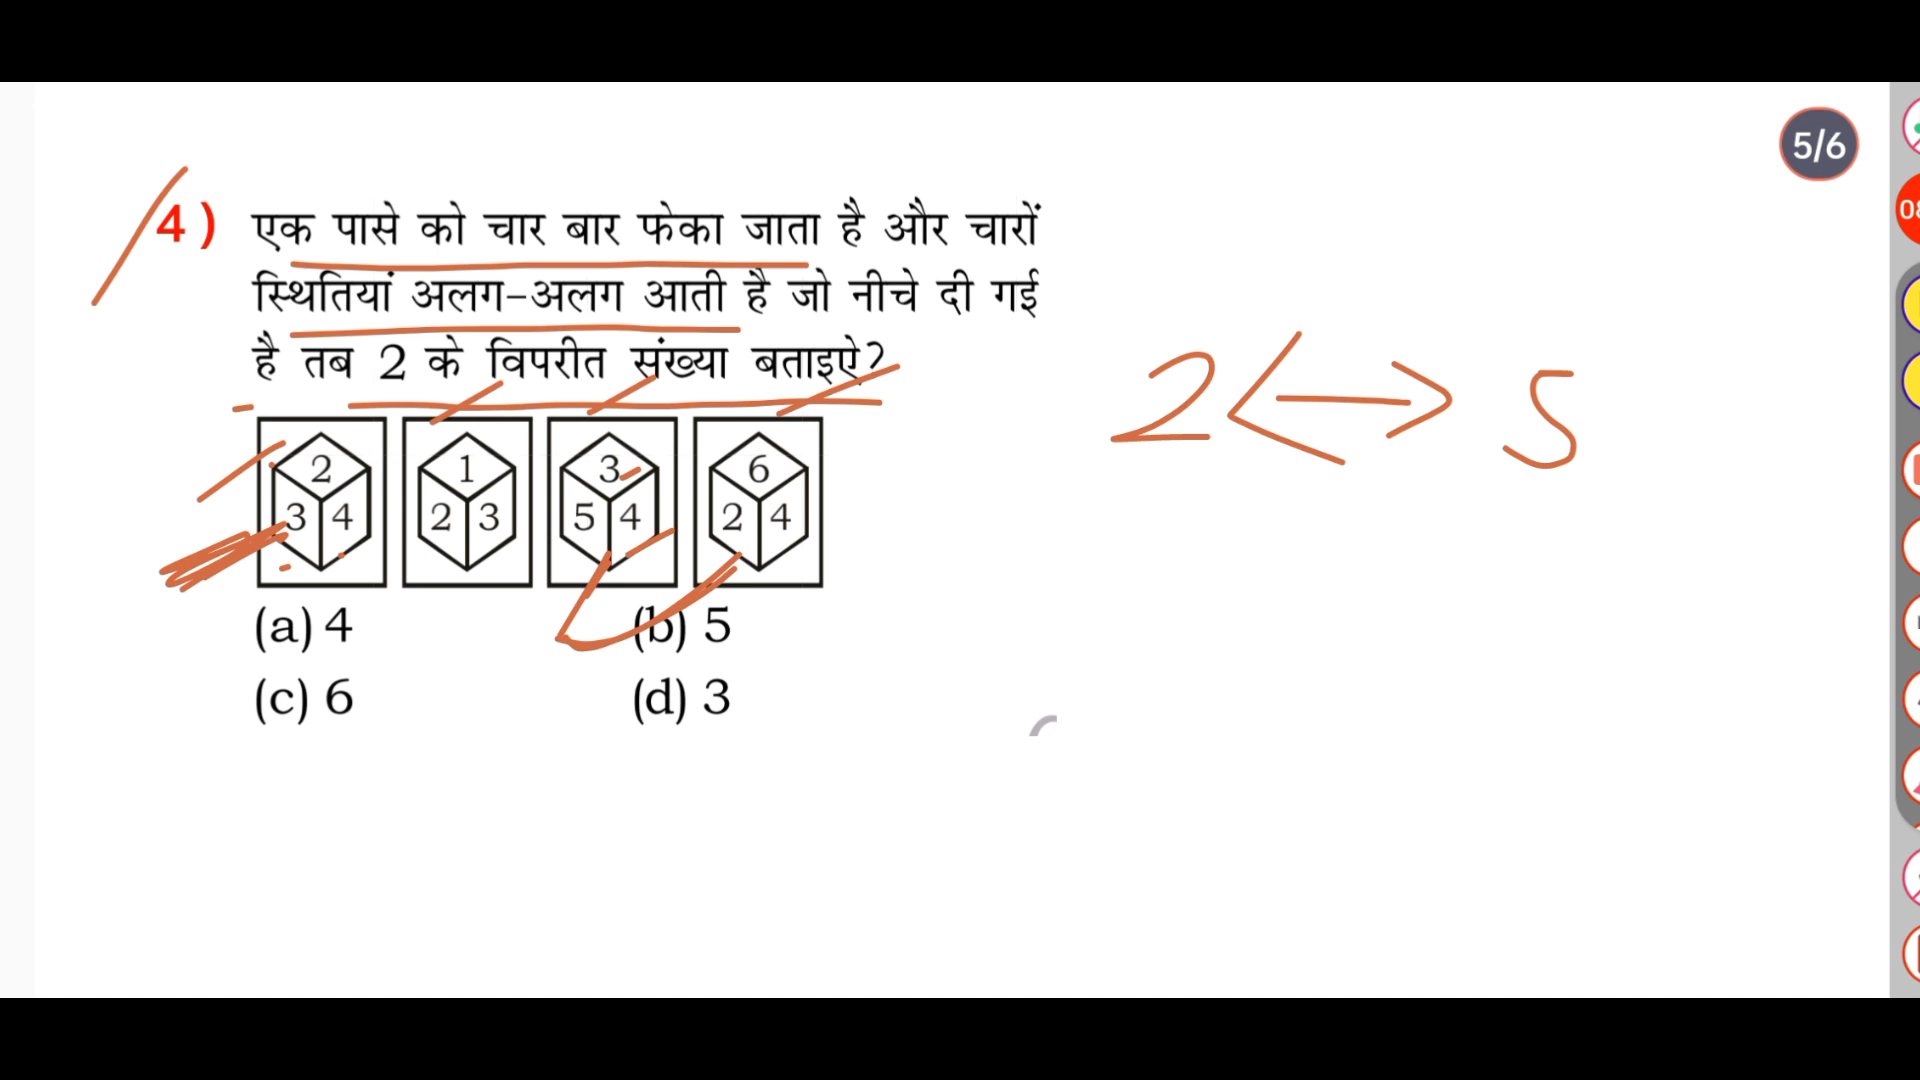 5/6
4) एक पासे को चार बार फेका जाता है और चारों
स्थितियां अलग-अलग आती है जो नीचे दी गई
है तब 2 के विपरीत संख्या बताइऐ?
2 ↔ 5
2 1 3 6
3 4 2 3 5 4 2 4
(a) 4 (b) 5
(c) 6 (d) 3